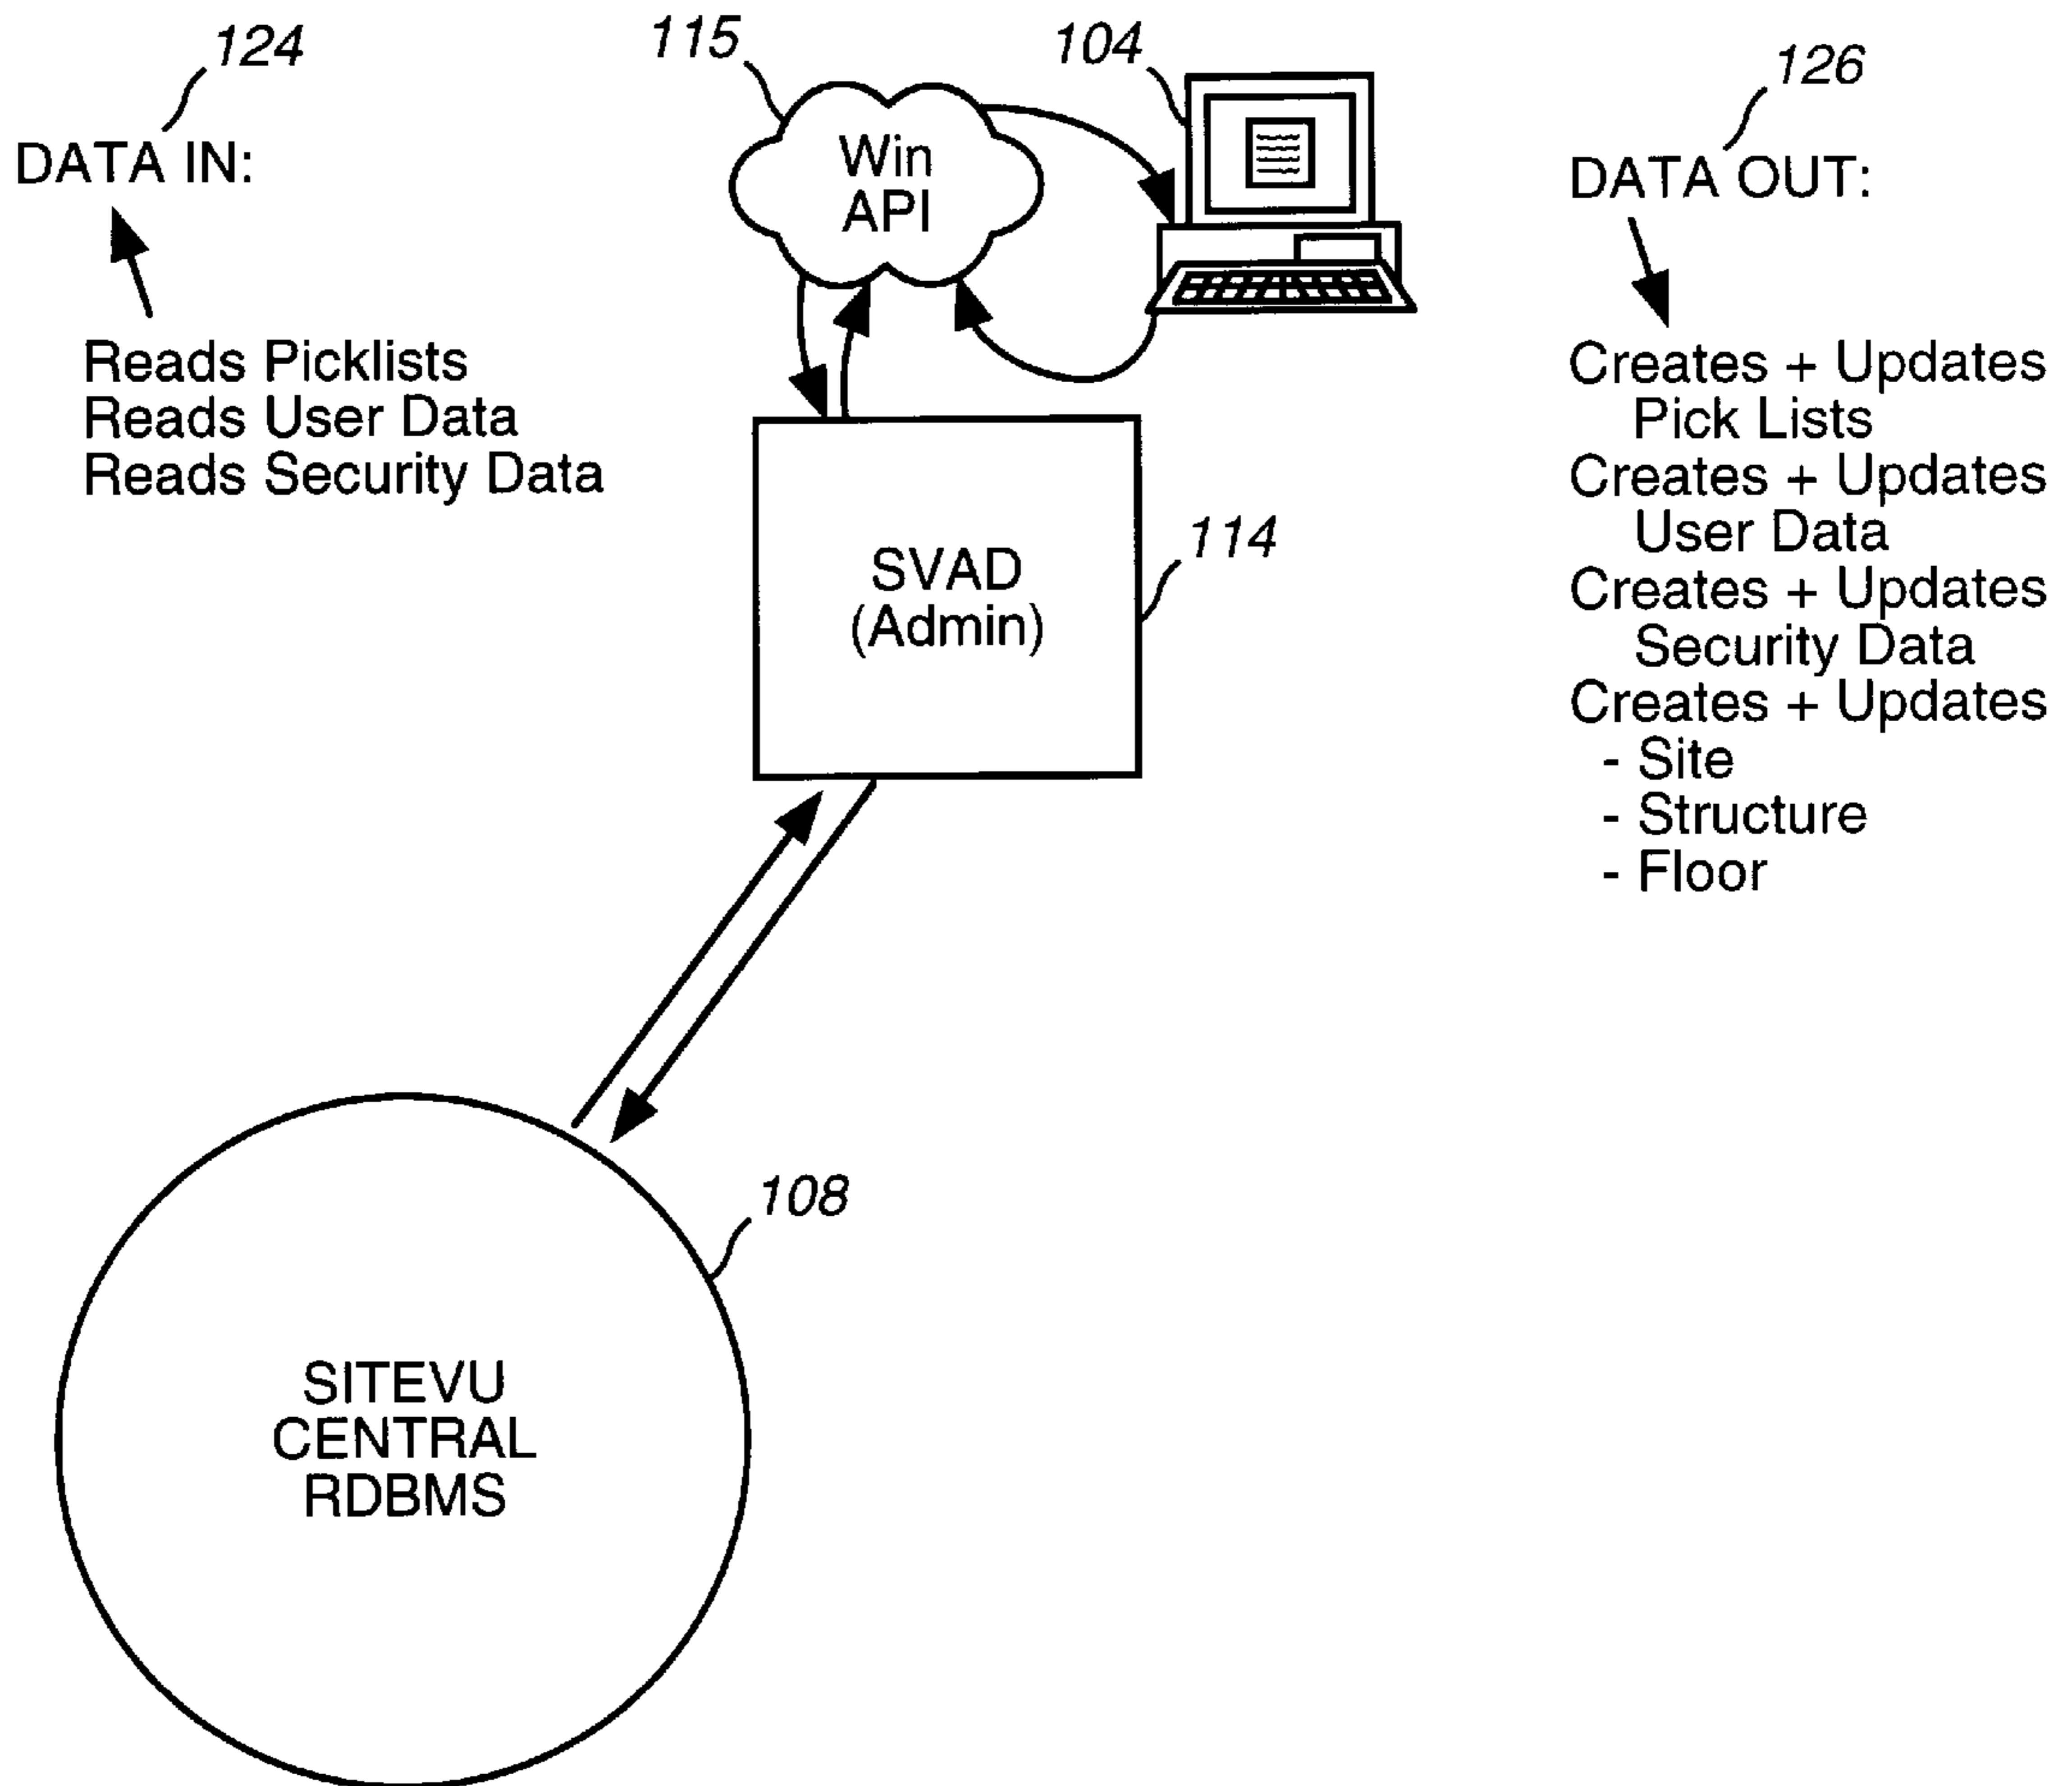 124
DATA IN:
Reads Picklists
Reads User Data
Reads Security Data
115
Win
API
104
126
DATA OUT:
Creates + Updates
Pick Lists
Creates + Updates
User Data
Creates + Updates
Security Data
Creates + Updates
- Site
- Structure
- Floor
SVAD
(Admin)
114
108
SITEVU
CENTRAL
RDBMS